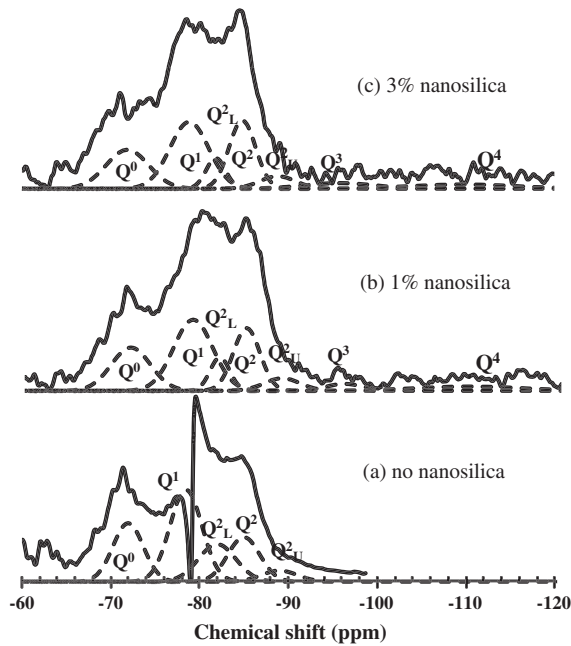 (c) 3% nanosilica
Q²L
Q⁰ Q¹ Q² Q²U Q³ Q⁴
(b) 1% nanosilica
Q²L
Q⁰ Q¹ Q² Q²U Q³ Q⁴
(a) no nanosilica
Q¹
Q⁰ Q²L Q² Q²U
-60 -70 -80 -90 -100 -110 -120
Chemical shift (ppm)